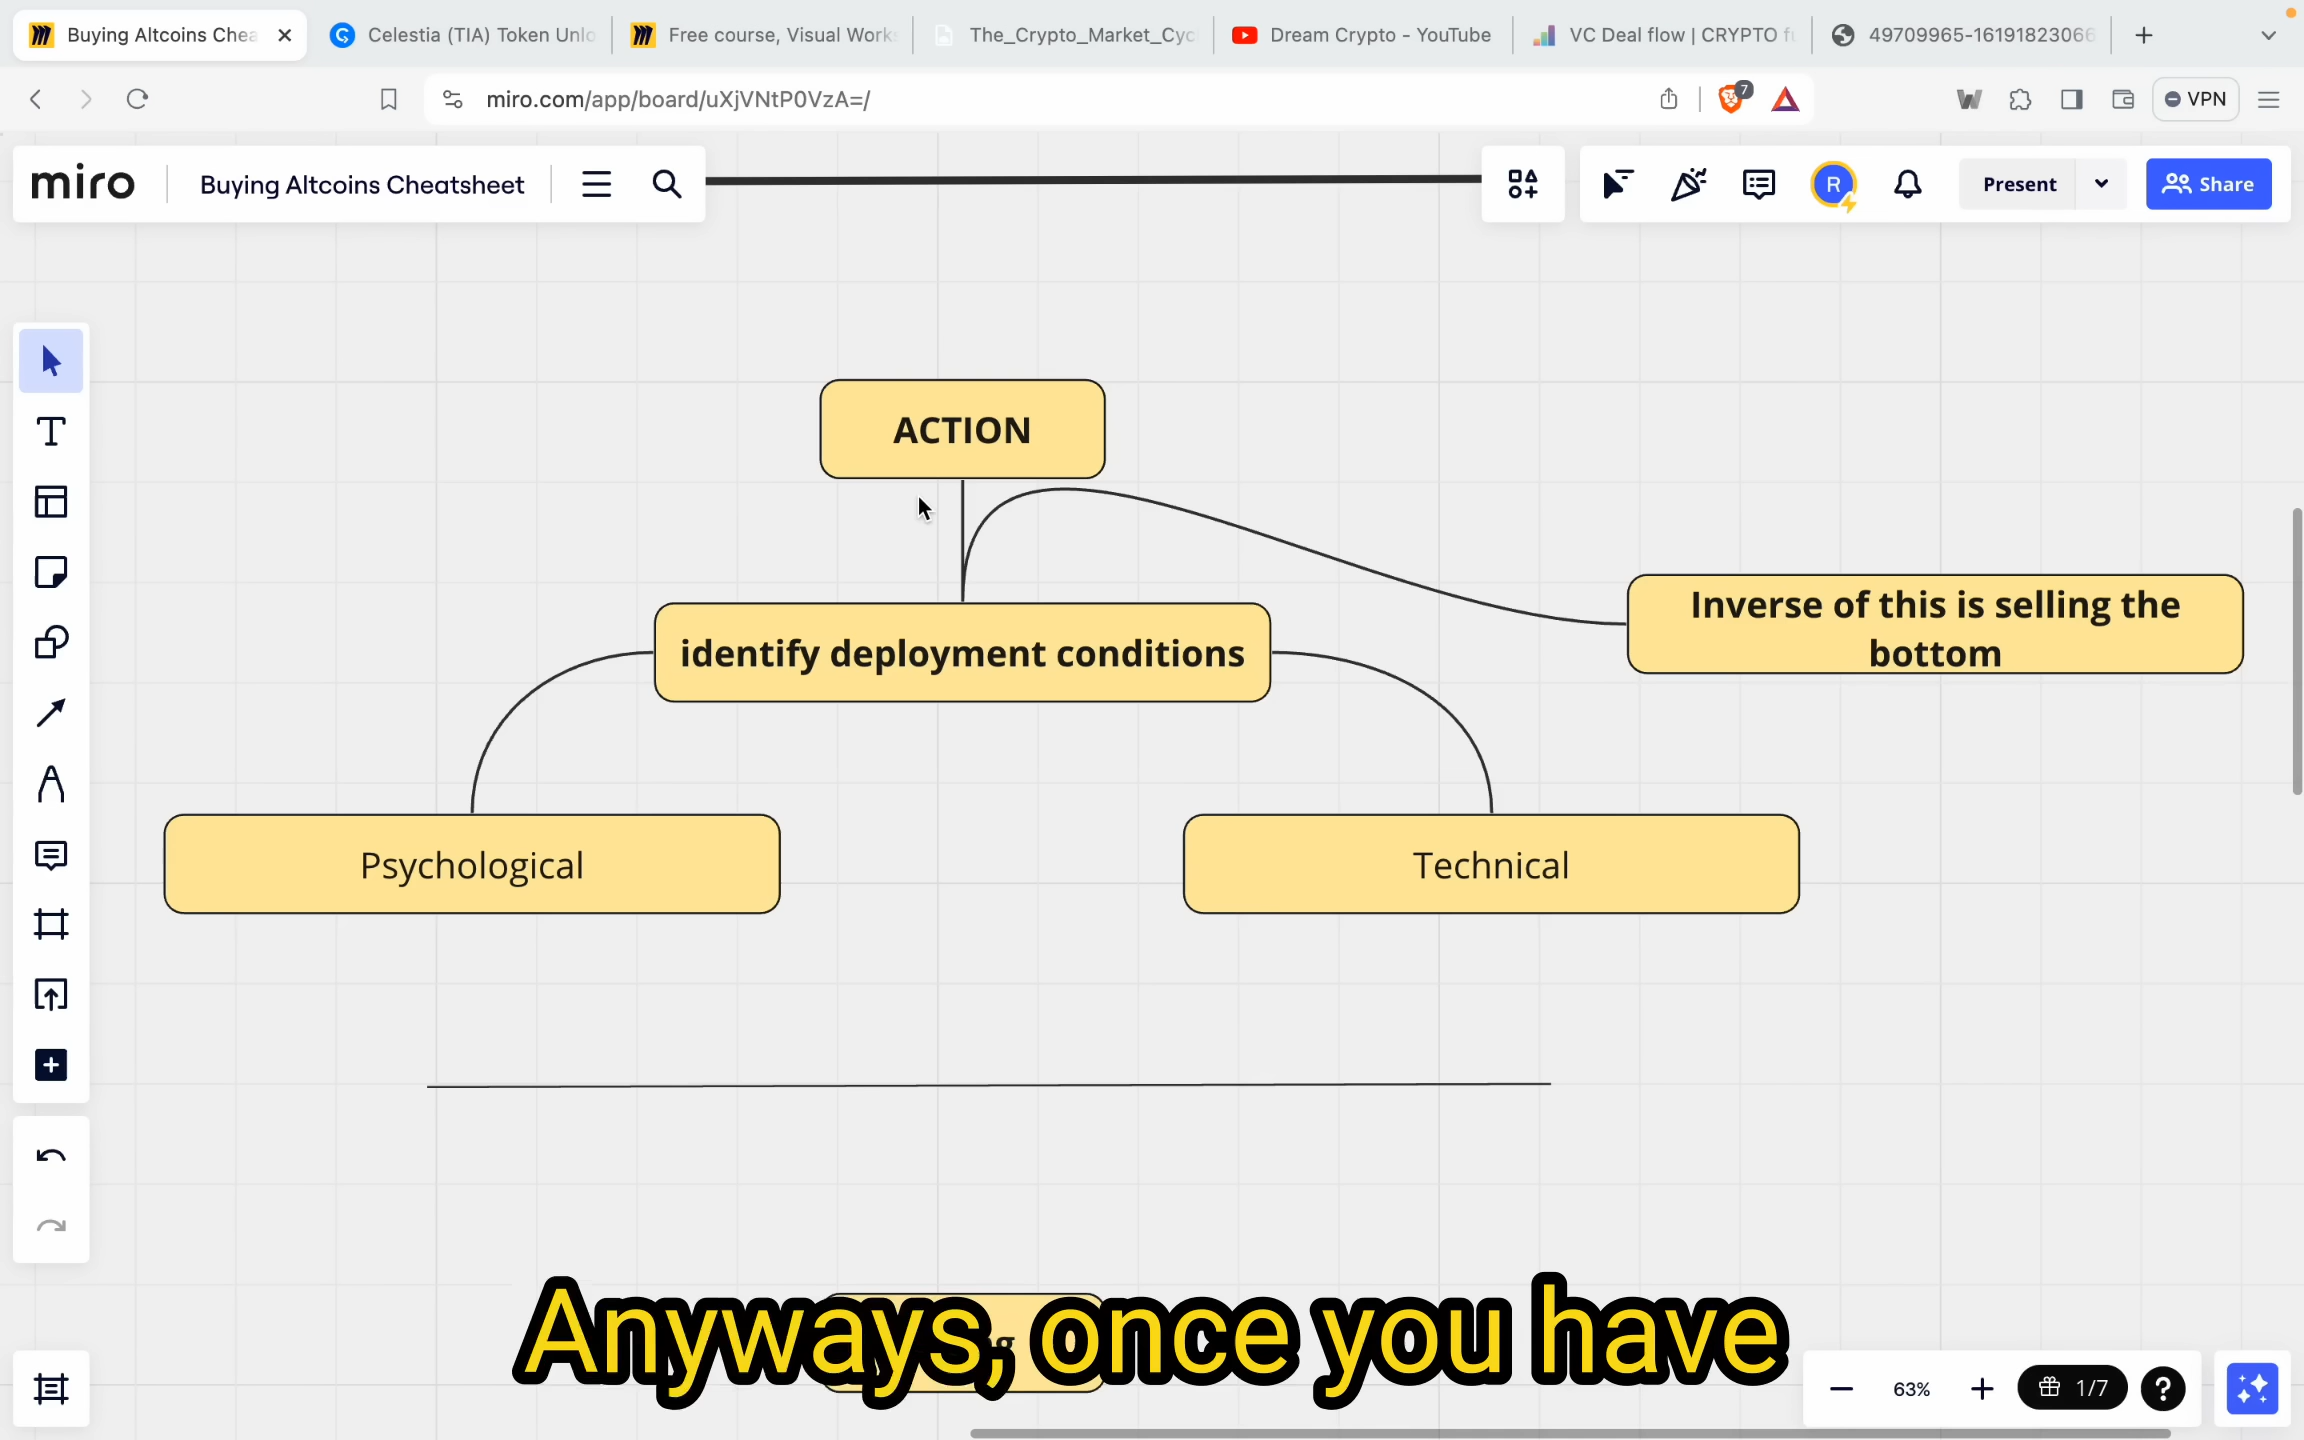 Buying Altcoins Chea
Celestia (TIA) Token Unlo
Free course, Visual Work
The_Crypto_Market_Cyc
Dream Crypto - YouTube
VC Deal flow | CRYPTO f
49709965-16191823066
miro.com/app/board/uXjVNtP0VzA=/
7
VPN
miro
Buying Altcoins Cheatsheet
R
Present
Share
ACTION
Inverse of this is selling the
bottom
identify deployment conditions
Psychological
Technical
Anyways, once you have
63%
1/7